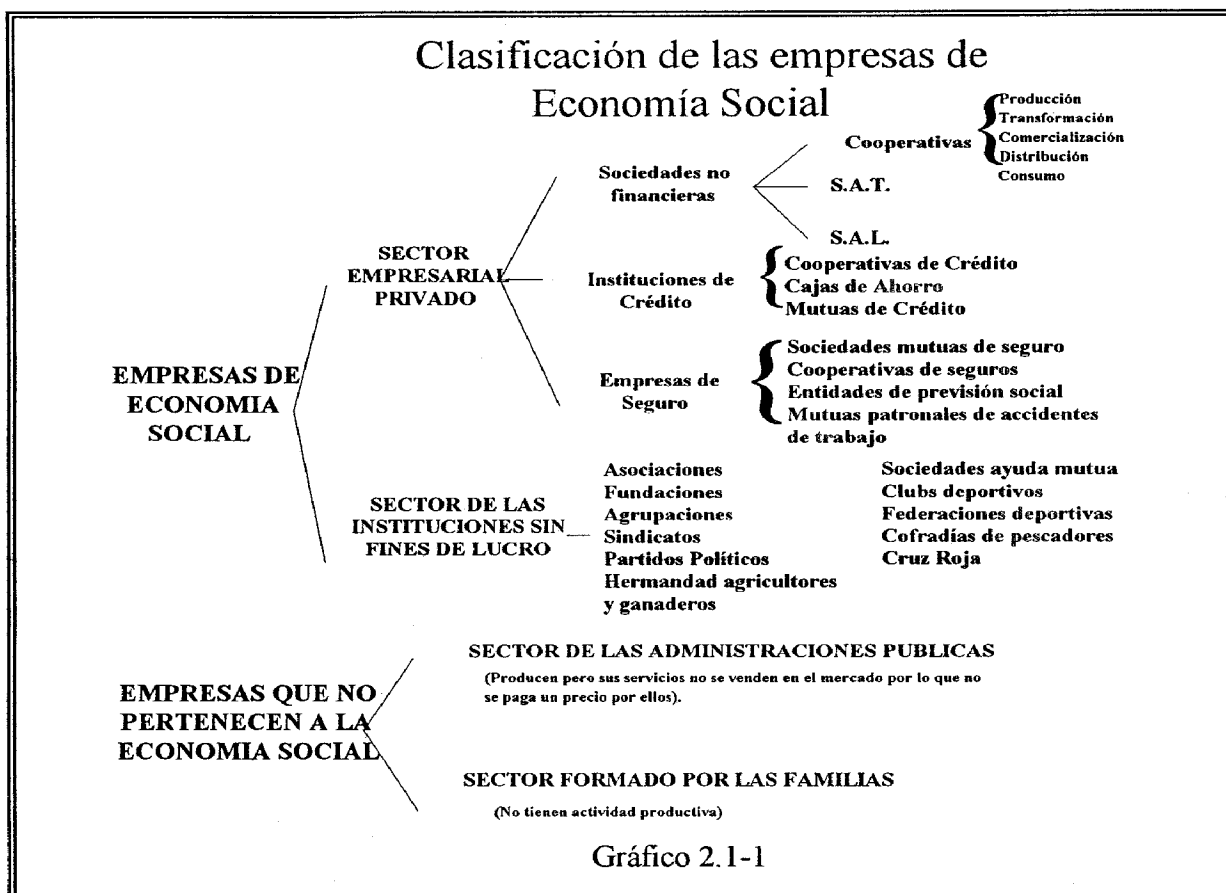 Clasificación de las empresas de
Economía Social
EMPRESAS DE
ECONOMIA
SOCIAL
SECTOR
EMPRESARIAL
PRIVADO
Sociedades no
financieras
Cooperativas
Producción
Transformación
Comercialización
Distribución
Consumo
S.A.T.
S.A.L.
Instituciones de
Crédito
Cooperativas de Crédito
Cajas de Ahorro
Mutuas de Crédito
Empresas de
Seguro
Sociedades mutuas de seguro
Cooperativas de seguros
Entidades de previsión social
Mutuas patronales de accidentes
de trabajo
SECTOR DE LAS
INSTITUCIONES SIN
FINES DE LUCRO
Asociaciones
Fundaciones
Agrupaciones
Sindicatos
Partidos Políticos
Hermandad agricultores
y ganaderos
Sociedades ayuda mutua
Clubs deportivos
Federaciones deportivas
Cofradías de pescadores
Cruz Roja
EMPRESAS QUE NO
PERTENECEN A LA
ECONOMIA SOCIAL
SECTOR DE LAS ADMINISTRACIONES PUBLICAS
(Producen pero sus servicios no se venden en el mercado por lo que no
se paga un precio por ellos).
SECTOR FORMADO POR LAS FAMILIAS
(No tienen actividad productiva)
Gráfico 2.1-1